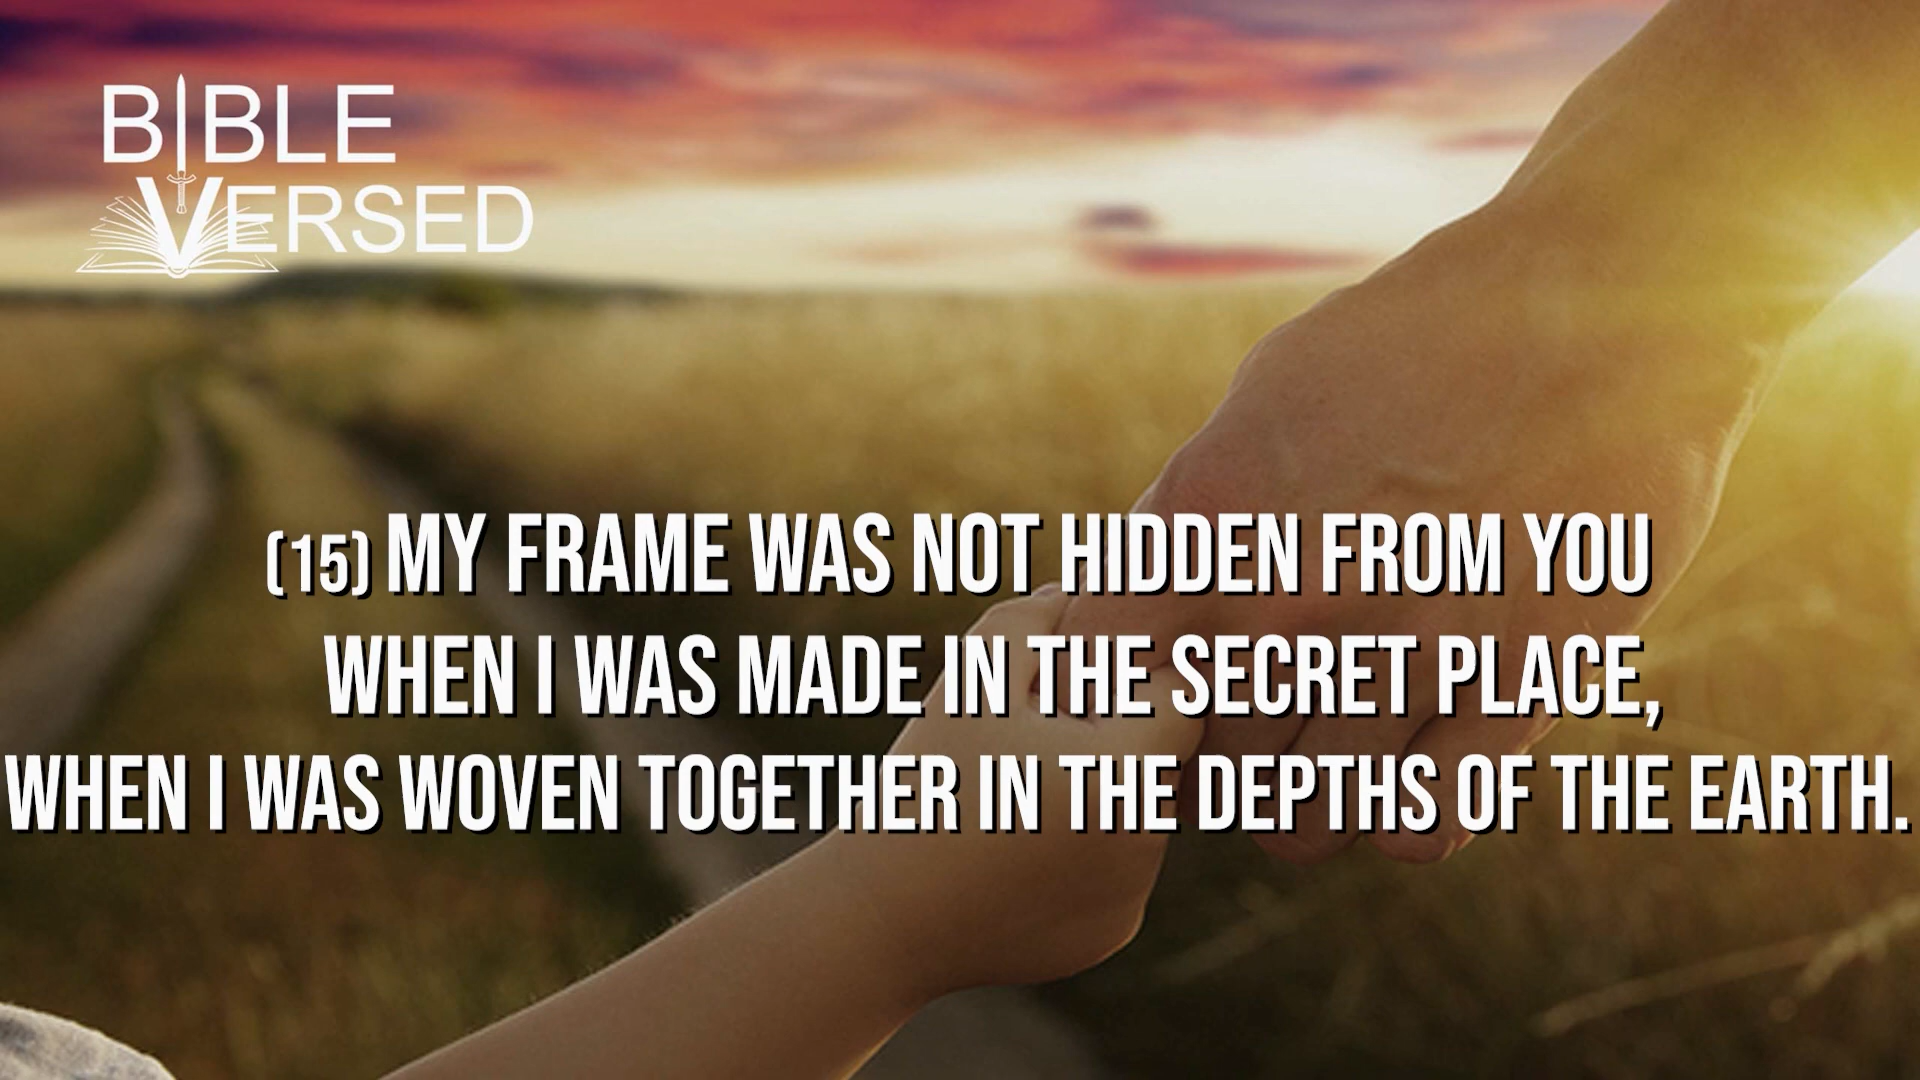 BIBLE
VERSED
(15) MY FRAME WAS NOT HIDDEN FROM YOU
WHEN I WAS MADE IN THE SECRET PLACE,
WHEN I WAS WOVEN TOGETHER IN THE DEPTHS OF THE EARTH.